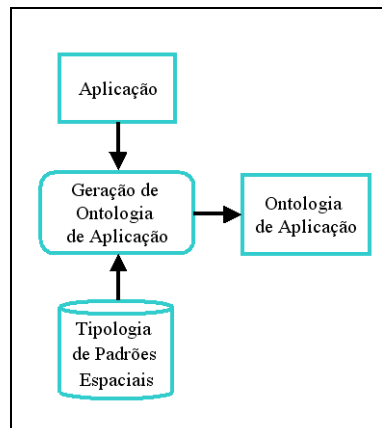 Aplicação
Geração de
Ontologia
de Aplicação
Ontologia
de Aplicação
Tipologia
de Padrões
Espaciais